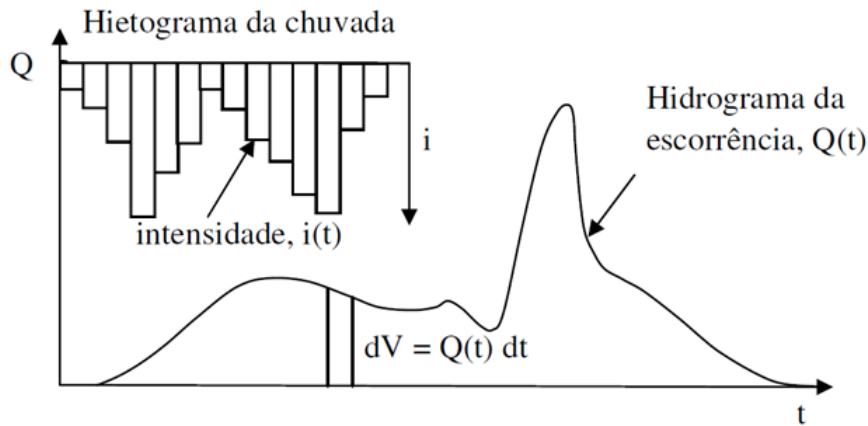 Hietograma da chuvada
Q
i
intensidade, i(t)
Hidrograma da
escorrência, Q(t)
dV = Q(t) dt
t